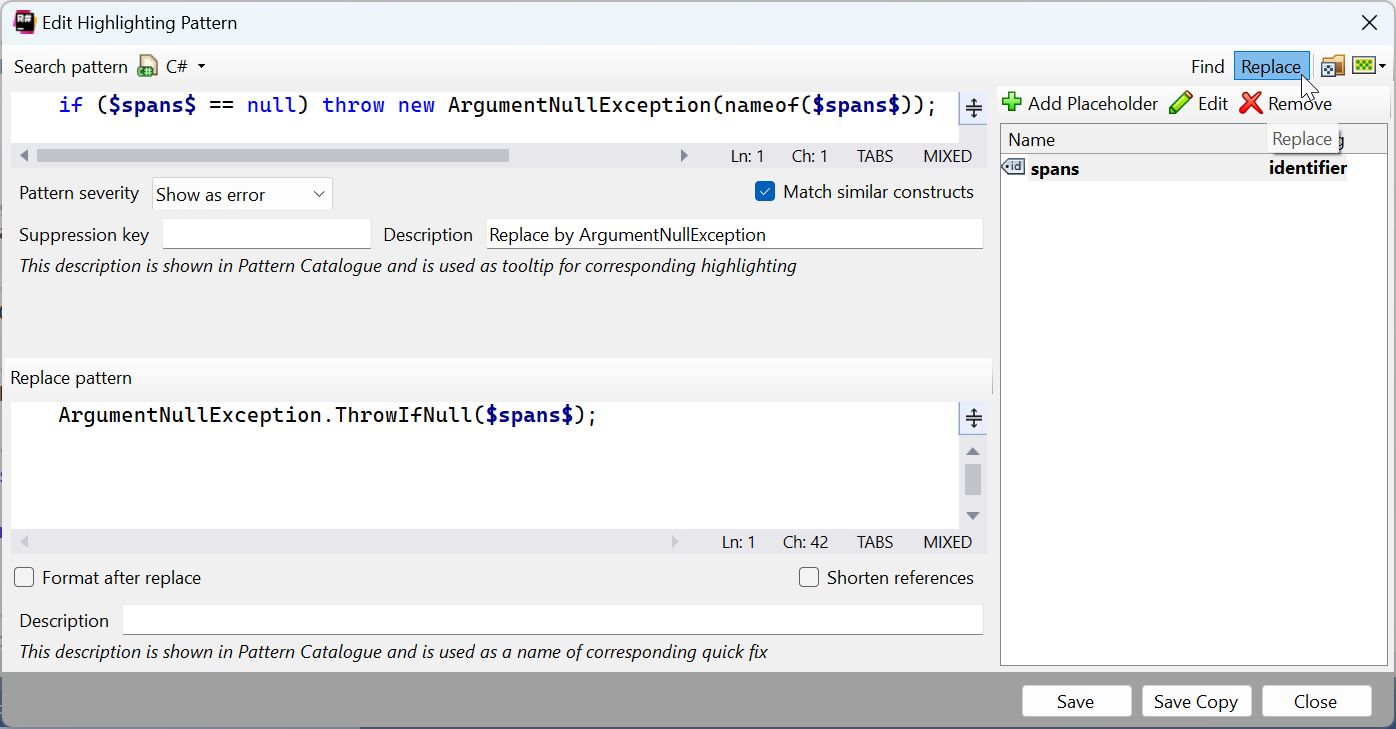 R# Edit Highlighting Pattern
Search pattern C# Find Replace
if ($spans$ == null) throw new ArgumentNullException(nameof($spans$));
Add Placeholder Edit Remove
Name Replace
id spans identifier
Ln: 1 Ch: 1 TABS MIXED
Pattern severity Show as error Match similar constructs
Suppression key Description Replace by ArgumentNullException
This description is shown in Pattern Catalogue and is used as tooltip for corresponding highlighting
Replace pattern
ArgumentNullException.ThrowIfNull($spans$);
Ln: 1 Ch: 42 TABS MIXED
Format after replace Shorten references
Description
This description is shown in Pattern Catalogue and is used as a name of corresponding quick fix
Save Save Copy Close